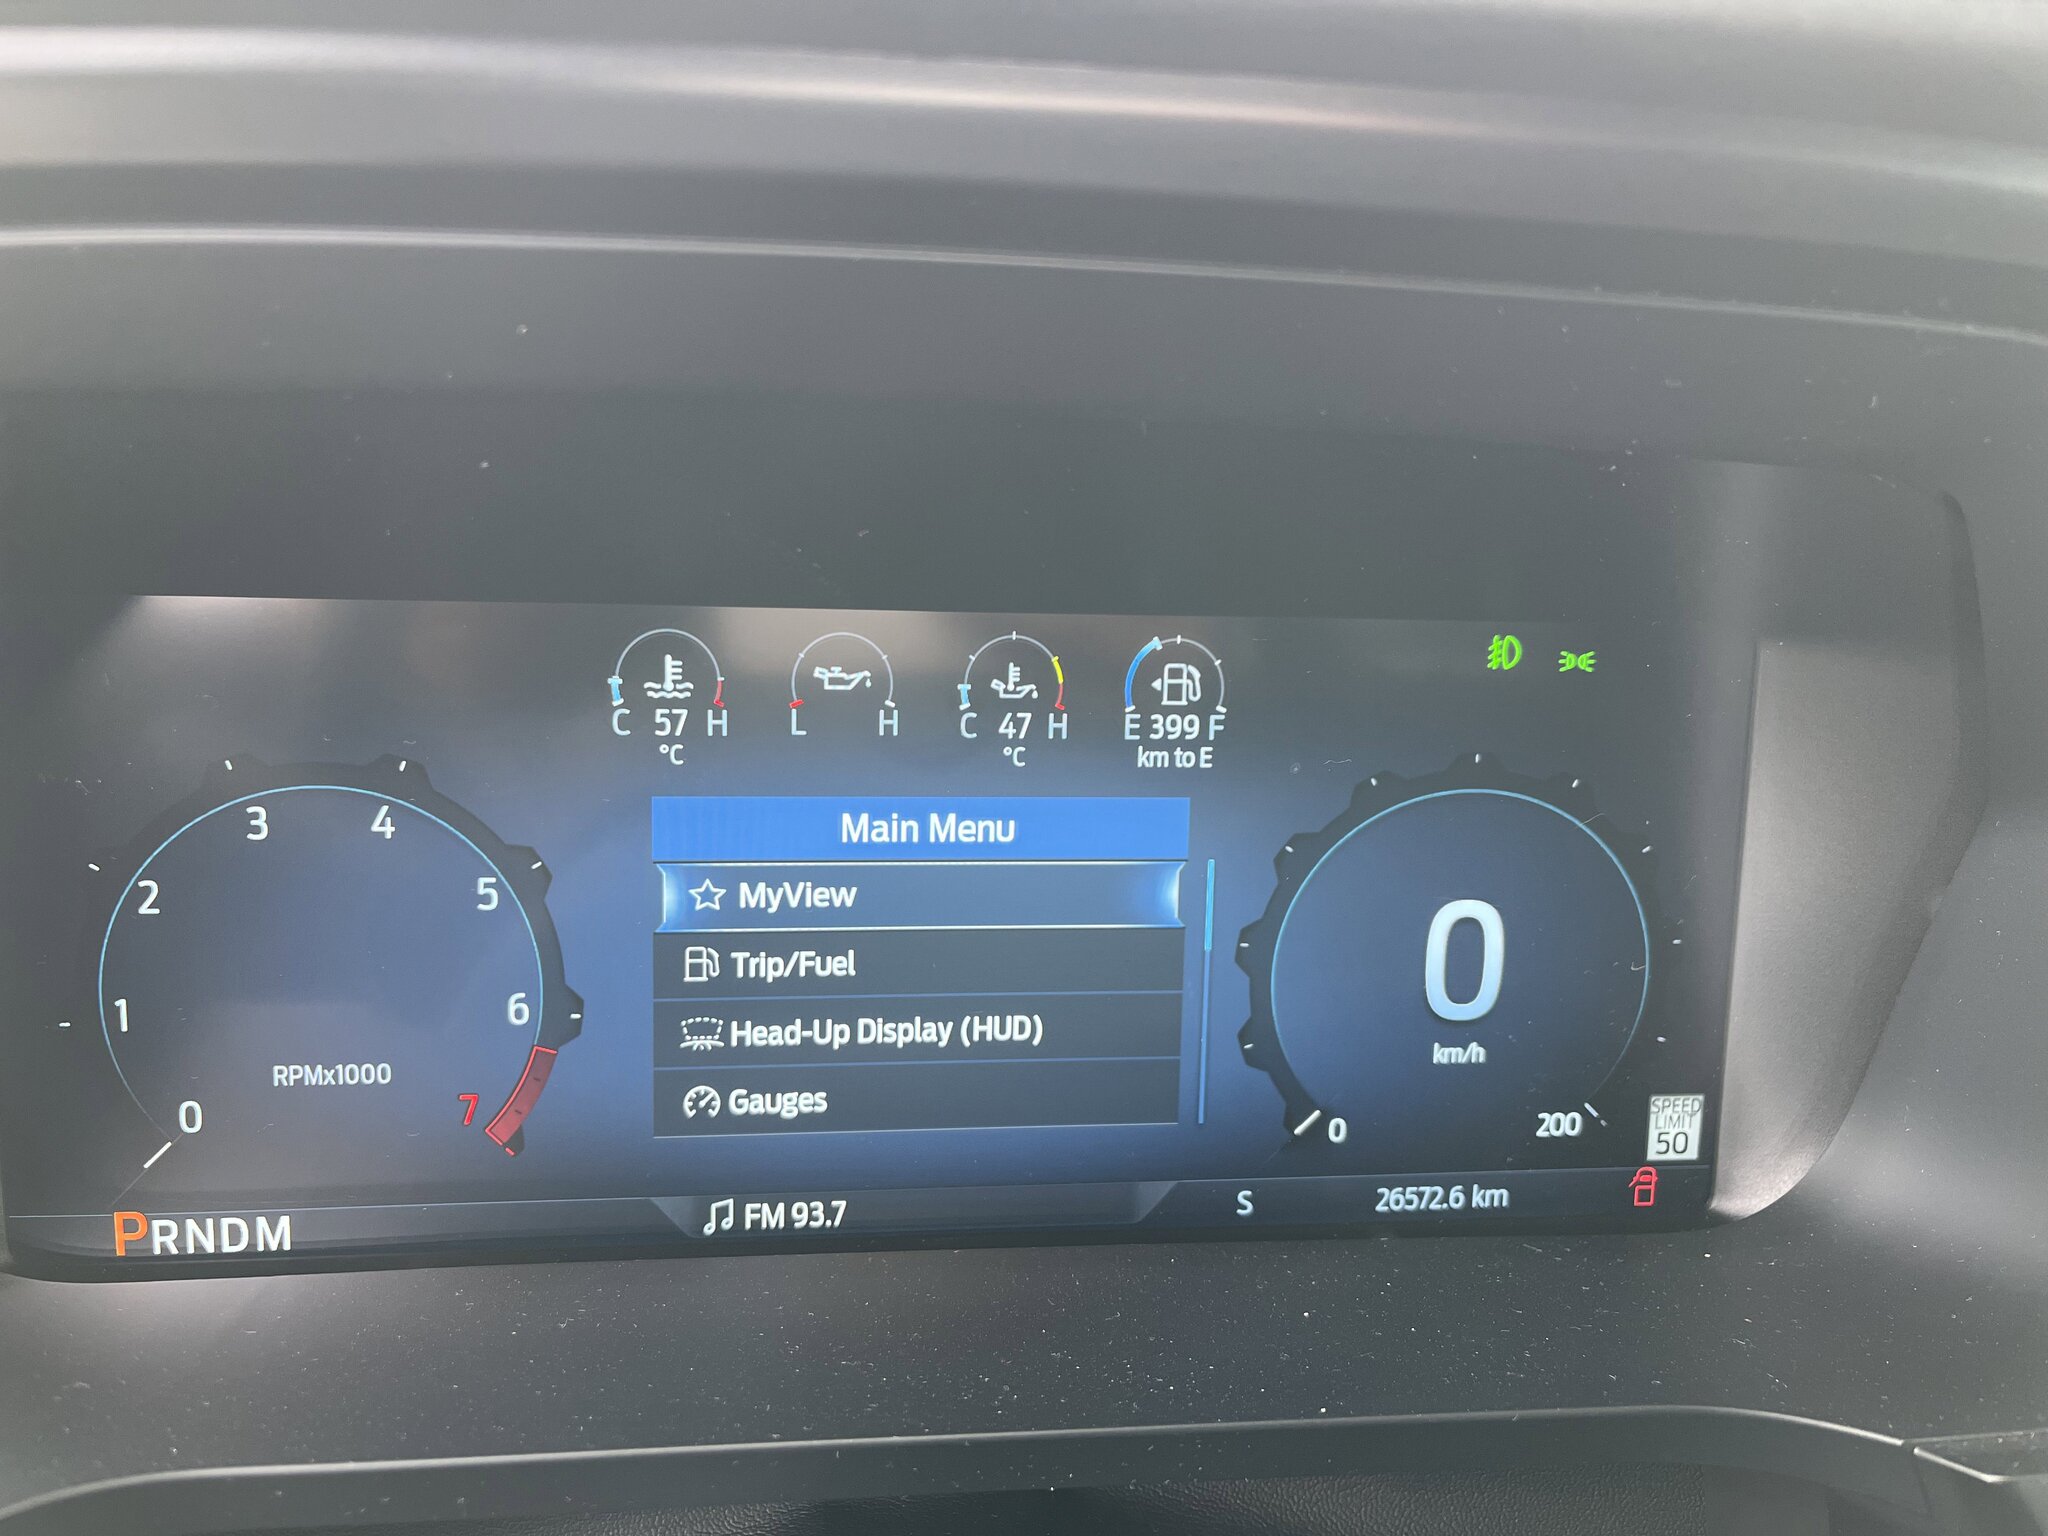 C 57 H
°C
L H
C 47 H
°C
E 399 F
km to E
0
1
2
3
4
5
6
7
RPMx1000
Main Menu
MyView
Trip/Fuel
Head-Up Display (HUD)
Gauges
0
km/h
0
200
SPEED
LIMIT
50
PRNDM
FM 93.7
S
26572.6 km